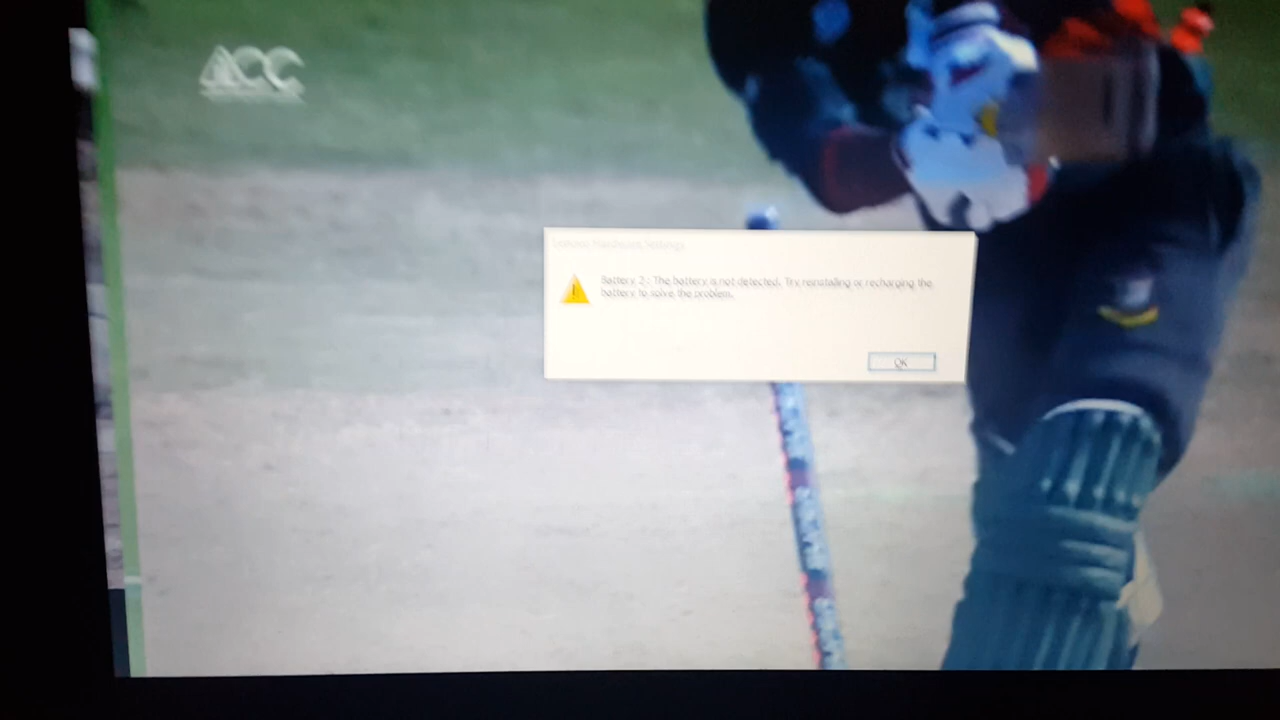 ACC
Battery 2 : The battery is not detected. Try reinstalling or recharging the
battery to solve the problem.
OK